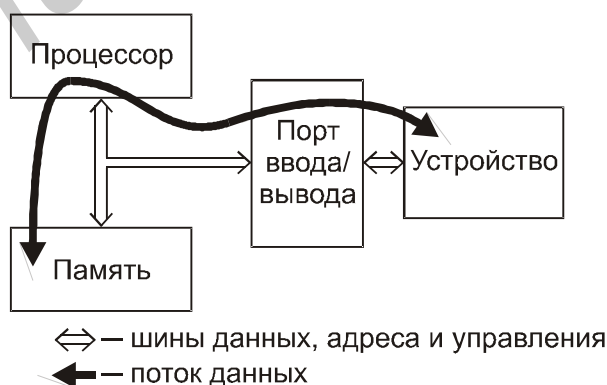 Процессор
Порт
ввода/
вывода
Устройство
Память
— шины данных, адреса и управления
— поток данных